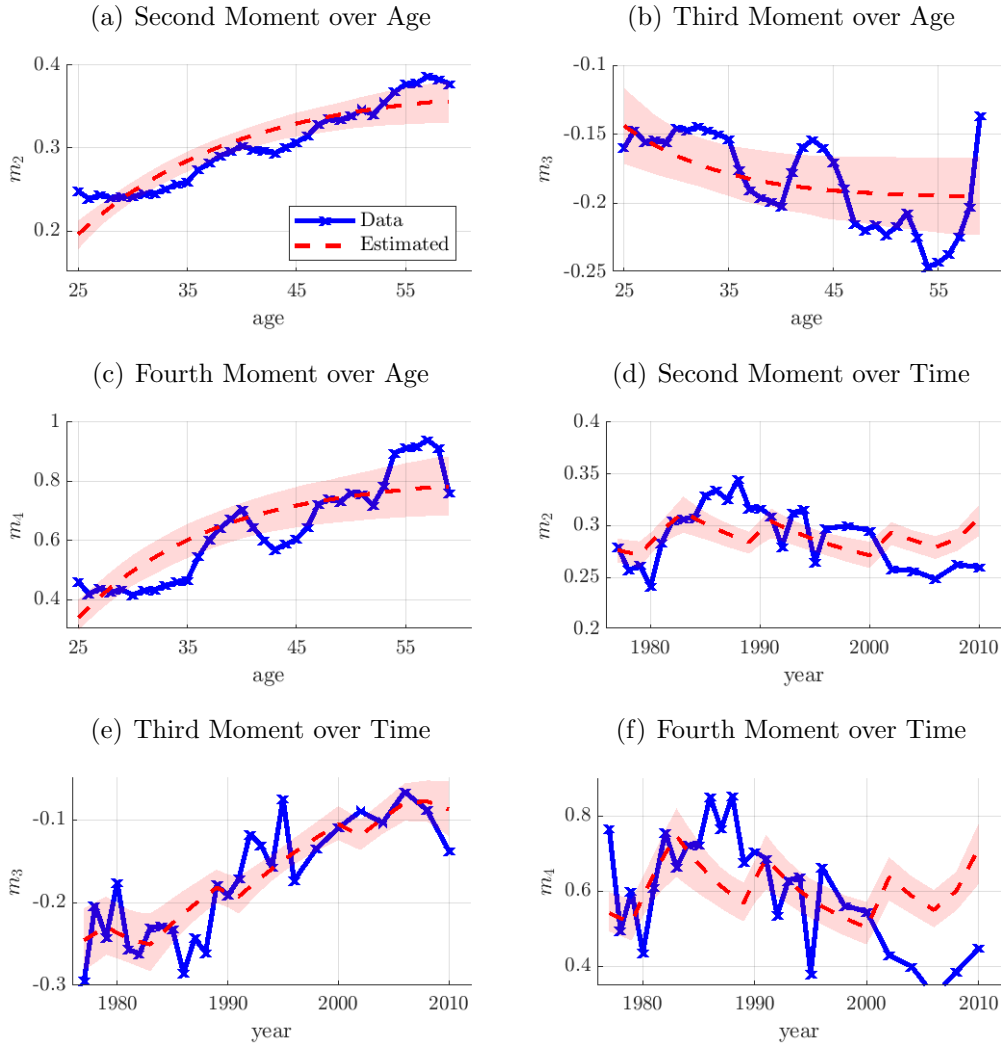 (a) Second Moment over Age
0.4
0.3
0.2
m2
25
35
45
55
age
Data
Estimated
(b) Third Moment over Age
-0.1
-0.15
-0.2
-0.25
m3
25
35
45
55
age
(c) Fourth Moment over Age
1
0.8
0.6
0.4
m4
25
35
45
55
age
(d) Second Moment over Time
0.4
0.35
0.3
0.25
0.2
m2
1980
1990
2000
2010
year
(e) Third Moment over Time
-0.1
-0.2
-0.3
m3
1980
1990
2000
2010
year
(f) Fourth Moment over Time
0.8
0.6
0.4
m4
1980
1990
2000
2010
year